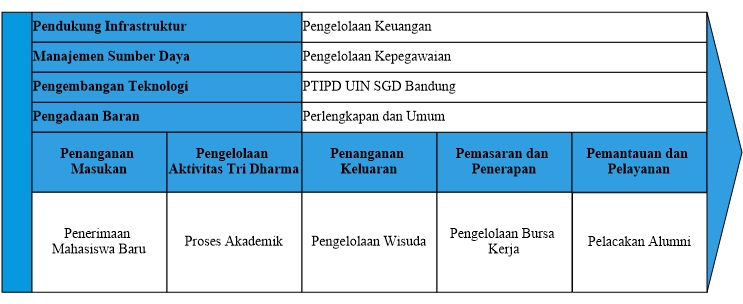 Pendukung Infrastruktur
Pengelolaan Keuangan
Manajemen Sumber Daya
Pengelolaan Kepegawaian
Pengembangan Teknologi
PTIPD UIN SGD Bandung
Pengadaan Baran
Perlengkapan dan Umum
Penanganan
Masukan
Pengelolaan
Aktivitas Tri Dharma
Penanganan
Keluaran
Pemasaran dan
Penerapan
Pemantauan dan
Pelayanan
Penerimaan
Mahasiswa Baru
Proses Akademik
Pengelolaan Wisuda
Pengelolaan Bursa
Kerja
Pelacakan Alumni